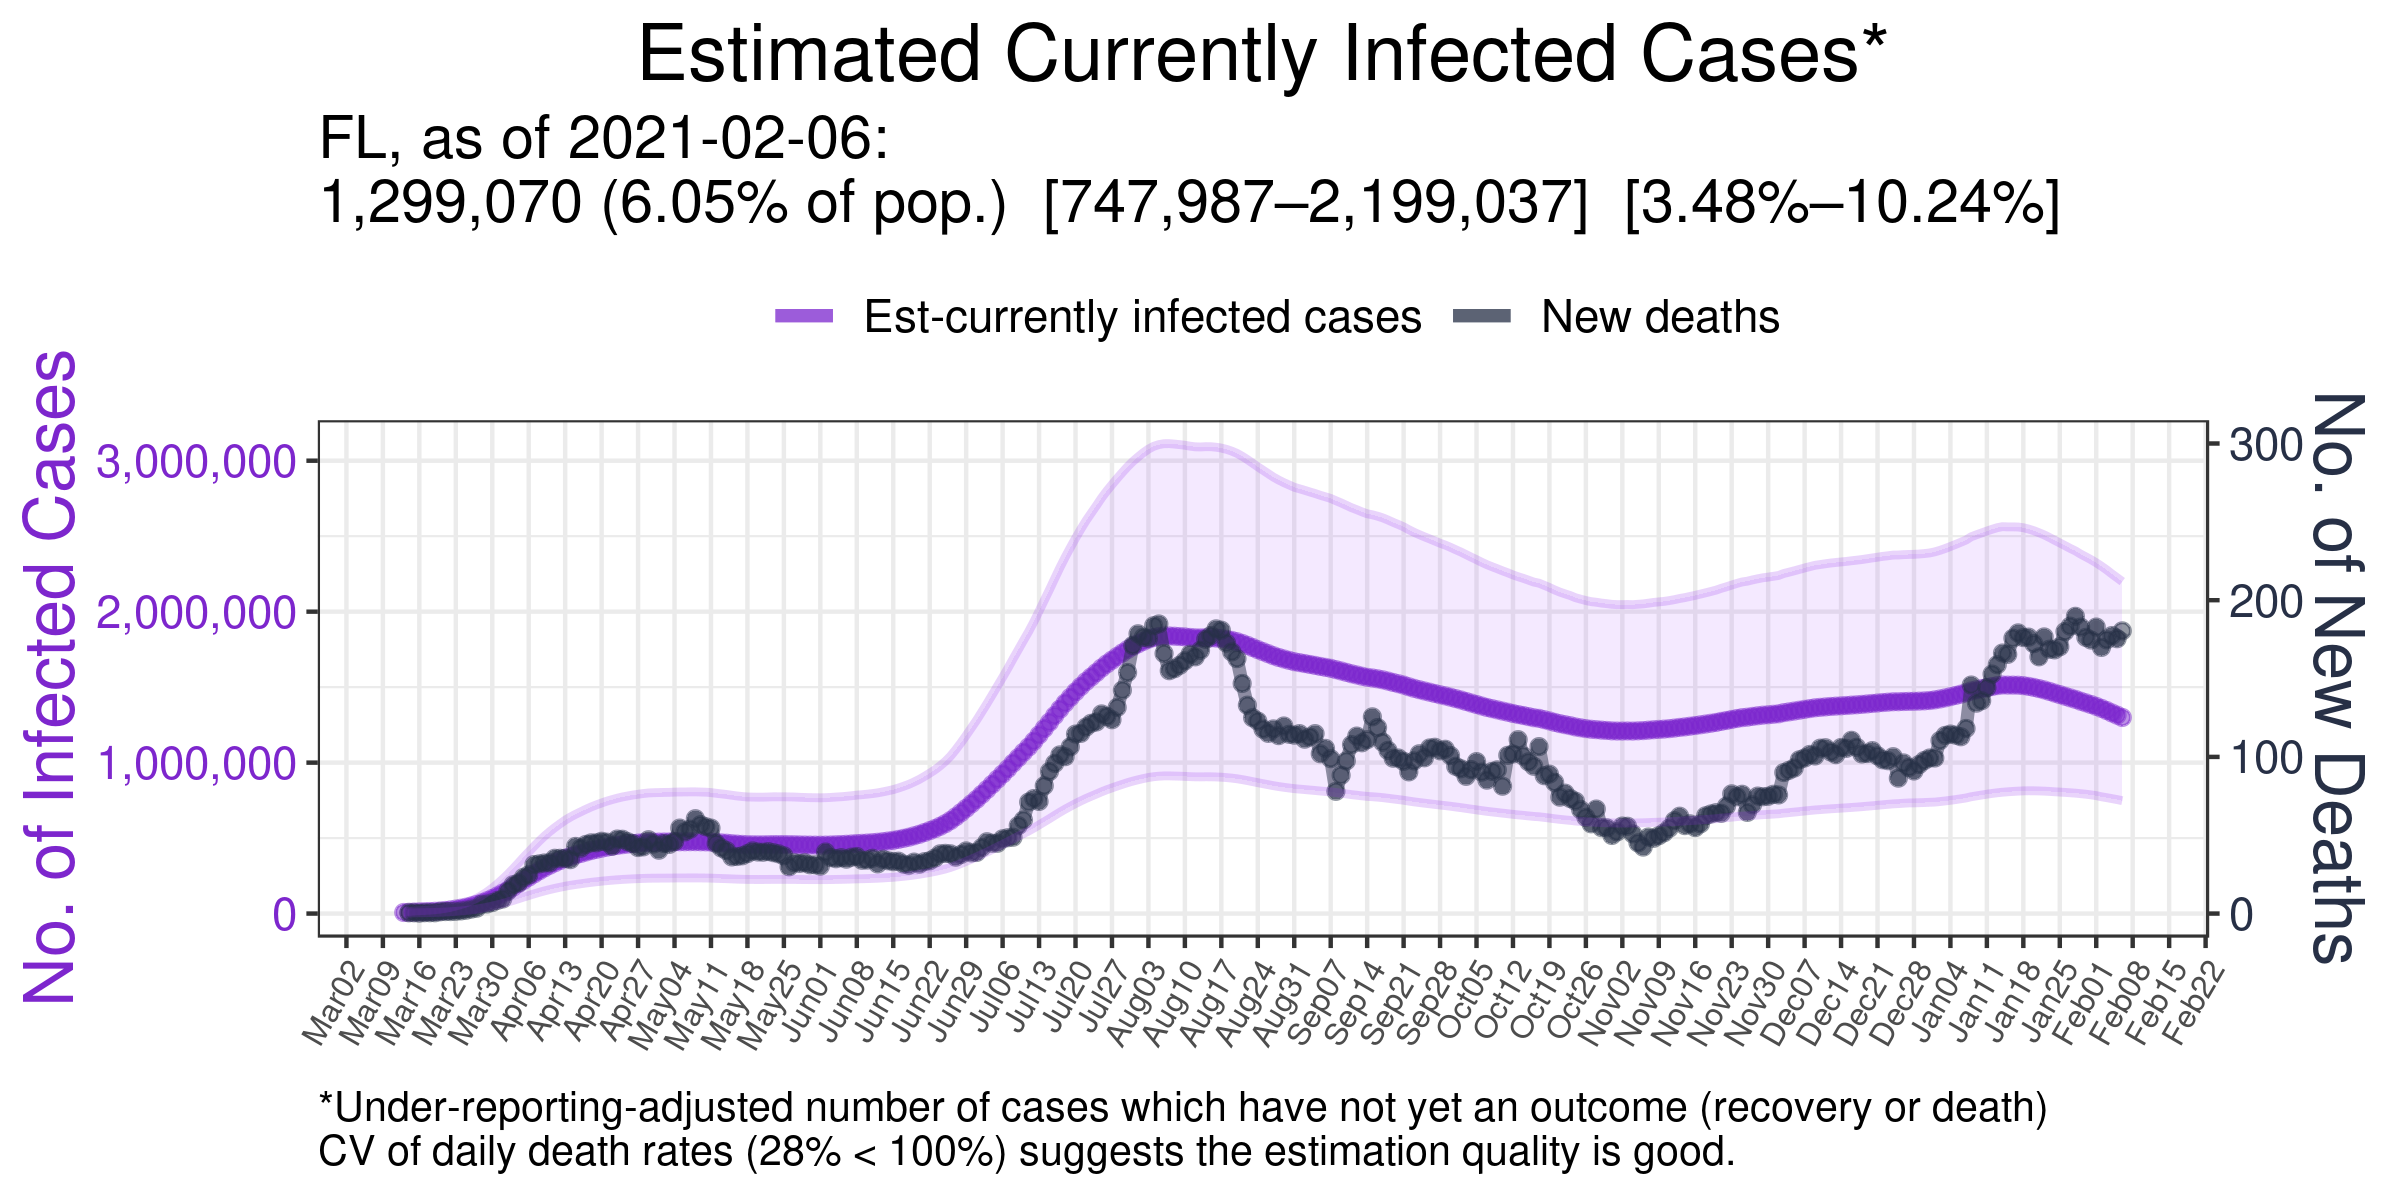 Estimated Currently Infected Cases*
FL, as of 2021-02-06:
1,299,070 (6.05% of pop.)  [747,987–2,199,037]  [3.48%–10.24%]
Est-currently infected cases
New deaths
No. of Infected Cases
3,000,000
2,000,000
1,000,000
0
300
200
100
0
No. of New Deaths
Mar02
Mar09
Mar16
Mar23
Mar30
Apr06
Apr13
Apr20
Apr27
May04
May11
May18
May25
Jun01
Jun08
Jun15
Jun22
Jun29
Jul06
Jul13
Jul20
Jul27
Aug03
Aug10
Aug17
Aug24
Aug31
Sep07
Sep14
Sep21
Sep28
Oct05
Oct12
Oct19
Oct26
Nov02
Nov09
Nov16
Nov23
Nov30
Dec07
Dec14
Dec21
Dec28
Jan04
Jan11
Jan18
Jan25
Feb01
Feb08
Feb15
Feb22
*Under-reporting-adjusted number of cases which have not yet an outcome (recovery or death)
CV of daily death rates (28% < 100%) suggests the estimation quality is good.